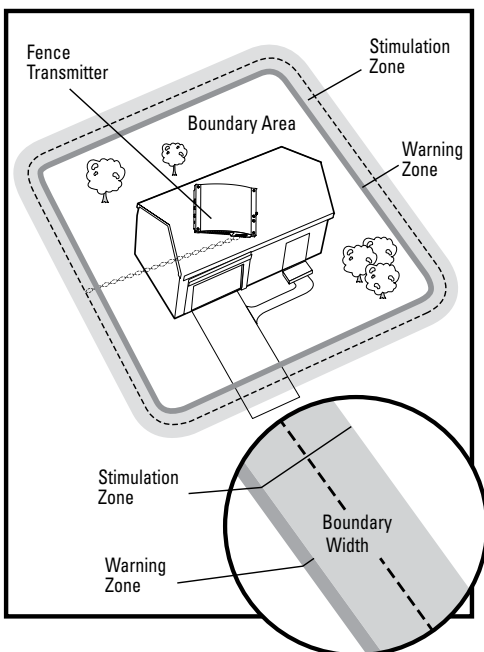 Fence
Transmitter
Stimulation
Zone
Boundary Area
Warning
Zone
Stimulation
Zone
Boundary
Width
Warning
Zone